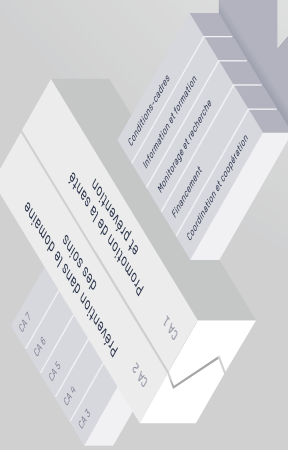 Conditions-cadres
Information et formation
Monitorage et recherche
Financement
Coordination et coopération
CA 1
Promotion de la santé
et prévention
CA 2
Prévention dans le domaine
des soins
CA 3
CA 4
CA 5
CA 6
CA 7